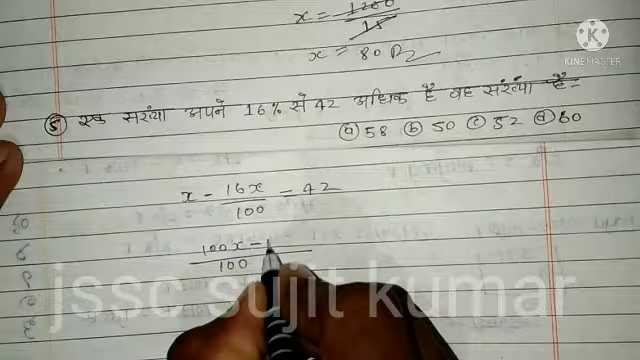 x = 1200
15
x = 80 A
KINEMASTER
⑤ एक संख्या अपने 16% से 42 अधिक है वह संख्या है-
ⓐ 58 ⓑ 50 ⓒ 52 ⓓ 60
x - 16x - 42
100
100x - 1
100
jssc sujit kumar